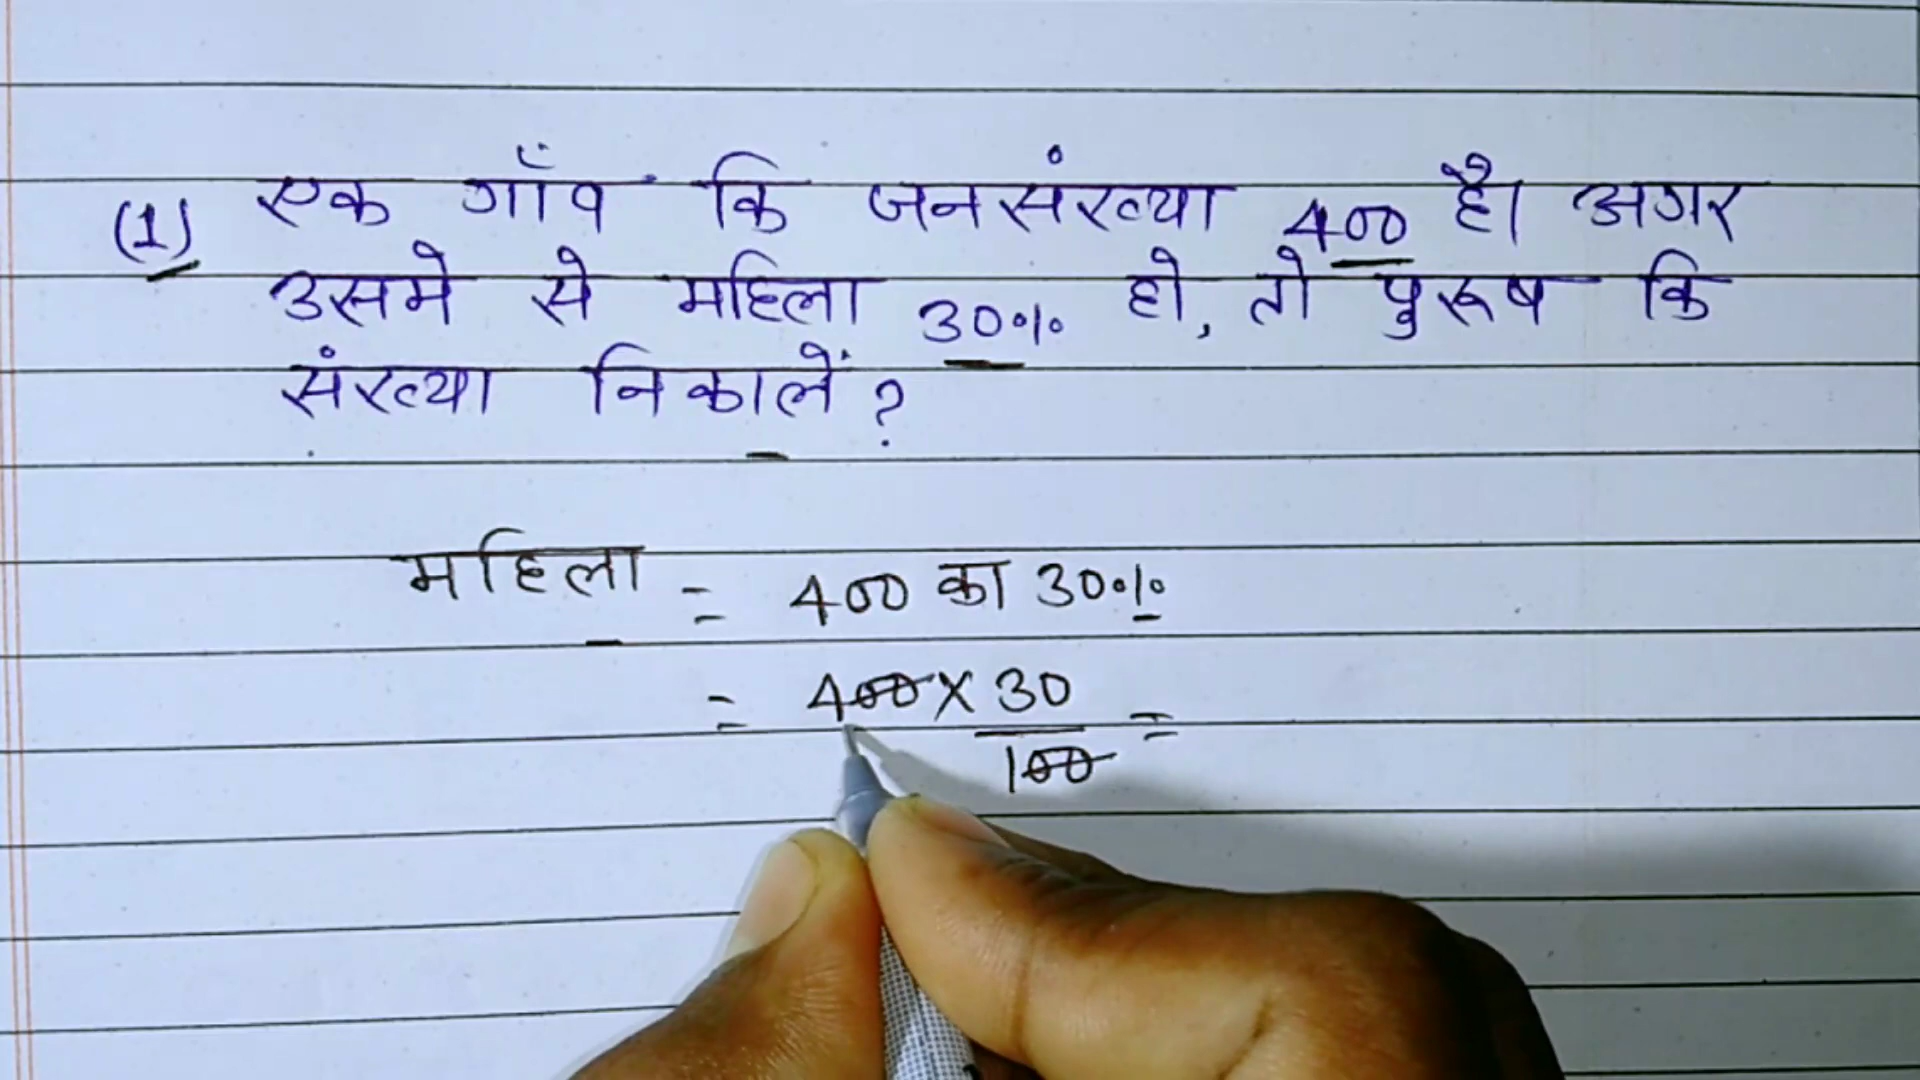 (1) एक गाँव कि जनसंख्या 400 है। अगर
उसमे से महिला 30% हो, तो पुरूष कि
संख्या निकालें ?
महिला = 400 का 30%
= 400 × 30 / 100 =